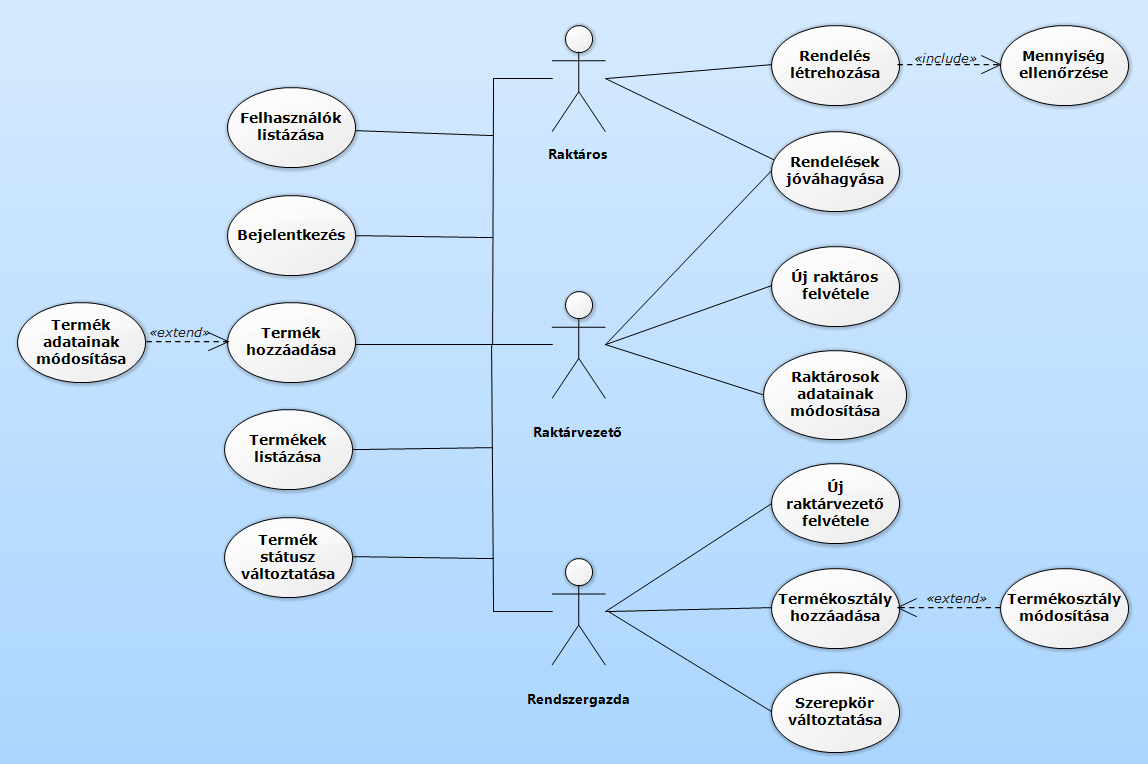 Rendelés
létrehozása
«include»
Mennyiség
ellenőrzése
Felhasználók
listázása
Raktáros
Rendelések
jóváhagyása
Bejelentkezés
Új raktáros
felvétele
Termék
adatainak
módosítása
«extend»
Termék
hozzáadása
Raktárvezető
Raktárosok
adatainak
módosítása
Termékek
listázása
Új
raktárvezető
felvétele
Termék
státusz
változtatása
Rendszergazda
Termékosztály
hozzáadása
«extend»
Termékosztály
módosítása
Szerepkör
változtatása